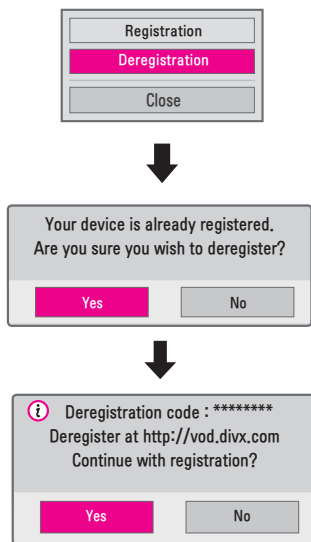 Registration
Deregistration
Close
Your device is already registered.
Are you sure you wish to deregister?
Yes
No
i
Deregistration code : ********
Deregister at http://vod.divx.com
Continue with registration?
Yes
No